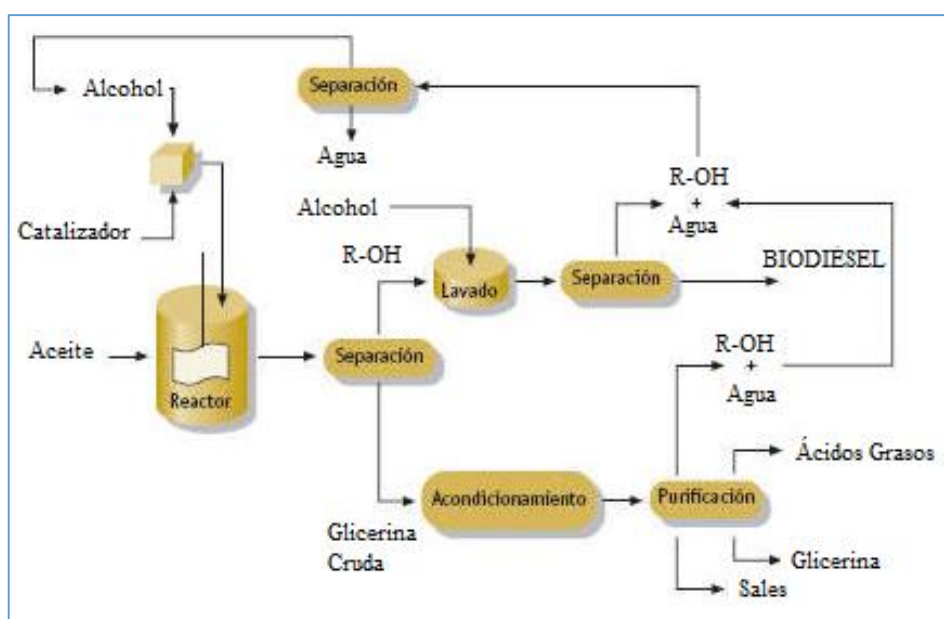 Separación
Alcohol
Agua
R-OH
+
Agua
Alcohol
Catalizador
R-OH
BIODIÉSEL
Lavado
Separación
Aceite
Separación
R-OH
+
Agua
Reactor
Ácidos Grasos
Acondicionamiento
Purificación
Glicerina
Cruda
Glicerina
Sales